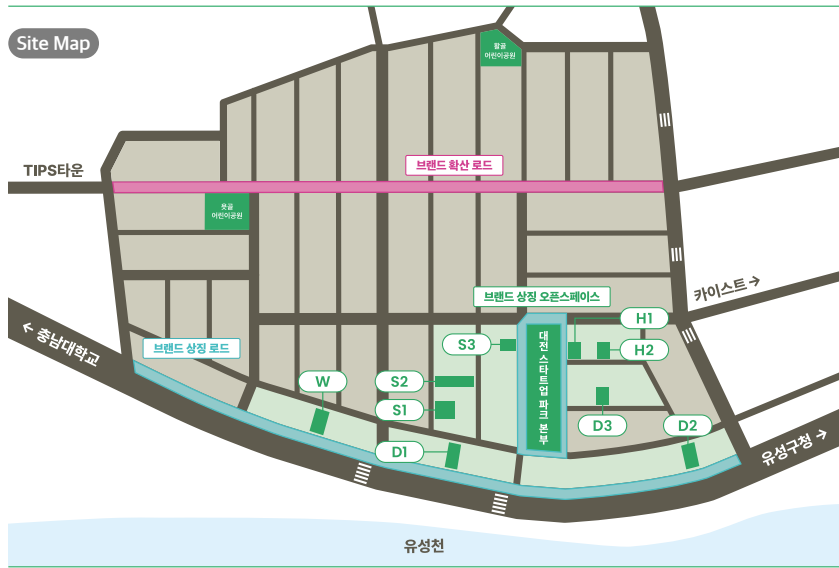 Site Map
팔골
어린이공원
브랜드 확산 로드
TIPS타운
풋골
어린이공원
카이스트 →
브랜드 상징 오픈스페이스
← 충남대학교
브랜드 상징 로드
S3
대전 스타트업 파크 본부
H1
H2
W
S2
S1
D3
D1
D2
유성구청 →
유성천